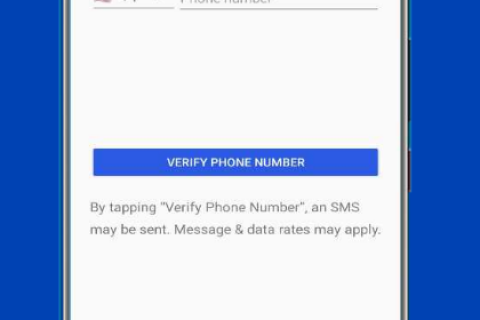 Phone number
VERIFY PHONE NUMBER
By tapping "Verify Phone Number", an SMS
may be sent. Message & data rates may apply.